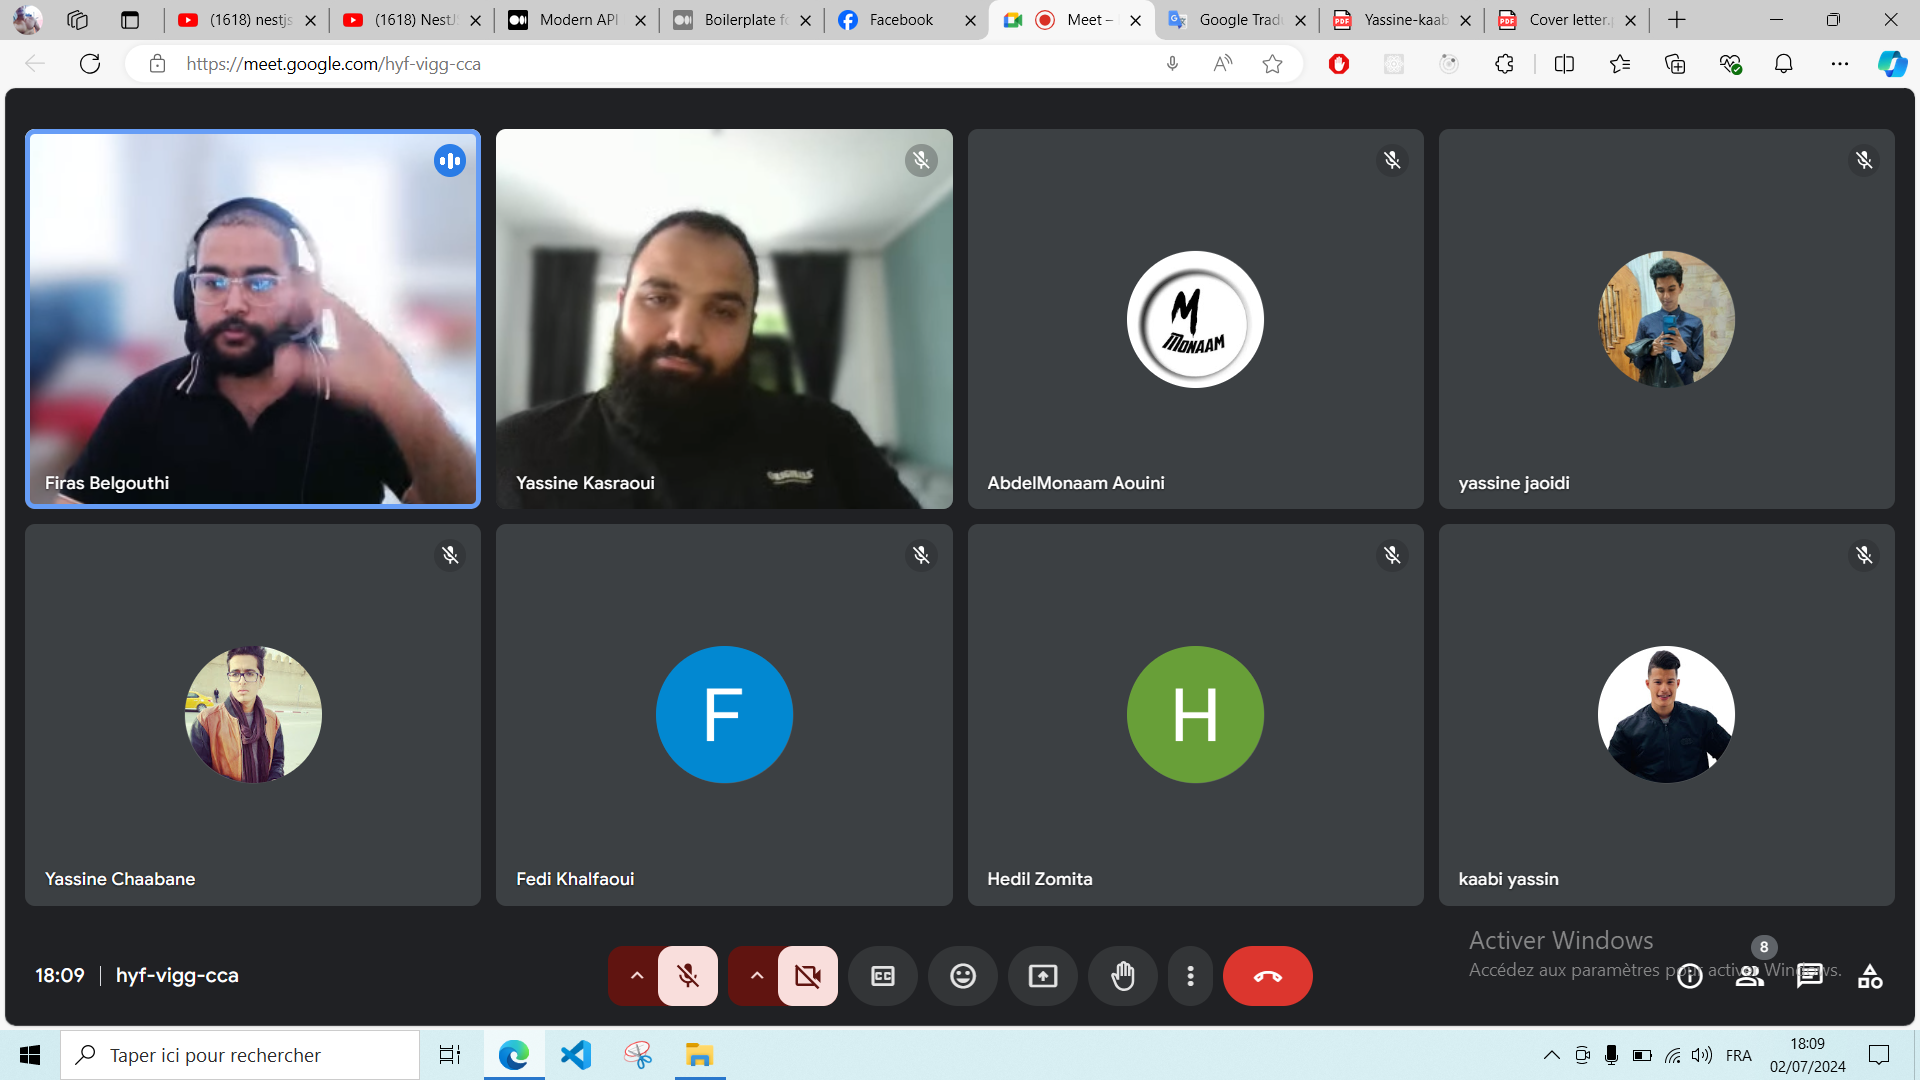 (1618) nestjs
(1618) NestJ
Modern API
Boilerplate fo
Facebook
Meet –
Google Tradu
Yassine-kaab
Cover letter.
https://meet.google.com/hyf-vigg-cca
Firas Belgouthi
Yassine Kasraoui
M
MONAAM
AbdelMonaam Aouini
yassine jaoidi
Yassine Chaabane
F
Fedi Khalfaoui
H
Hedil Zomita
kaabi yassin
18:09 | hyf-vigg-cca
Activer Windows
Accédez aux paramètres pour activer Windows.
8
Taper ici pour rechercher
FRA
18:09
02/07/2024